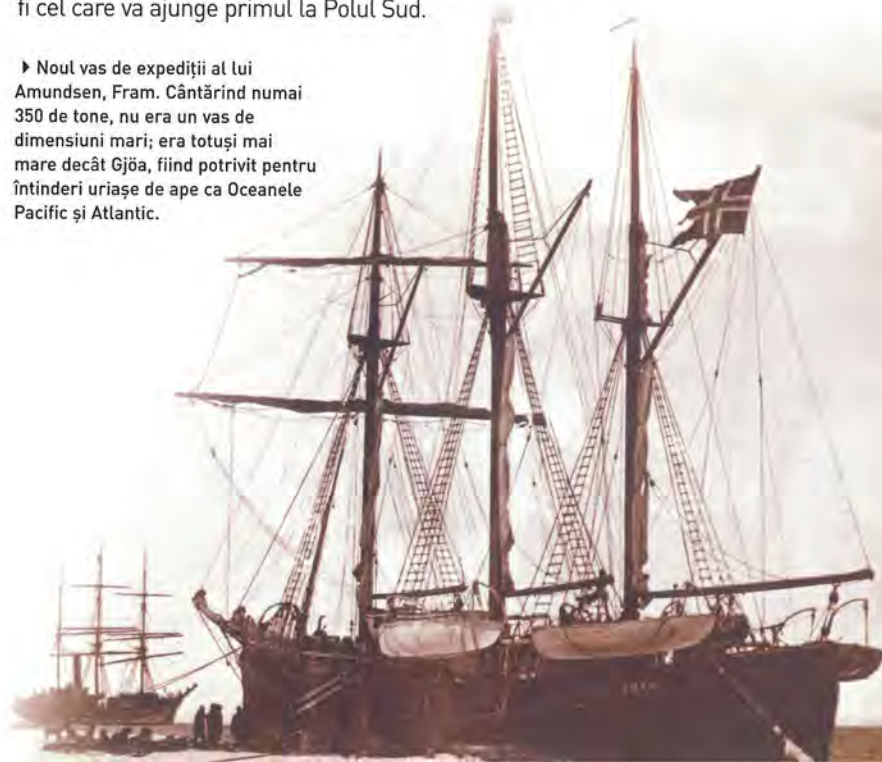 fi cel care va ajunge primul la Polul Sud.
▶ Noul vas de expediții al lui
Amundsen, Fram. Cântărind numai
350 de tone, nu era un vas de
dimensiuni mari; era totuși mai
mare decât Gjöa, fiind potrivit pentru
întinderi uriașe de ape ca Oceanele
Pacific și Atlantic.